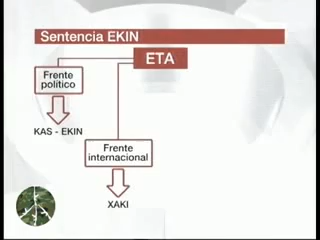 Sentencia EKIN
ETA
Frente
político
KAS - EKIN
Frente
internacional
XAKI